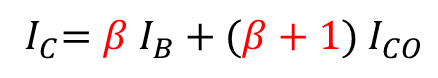 I_C = β I_B + (β + 1) I_CO